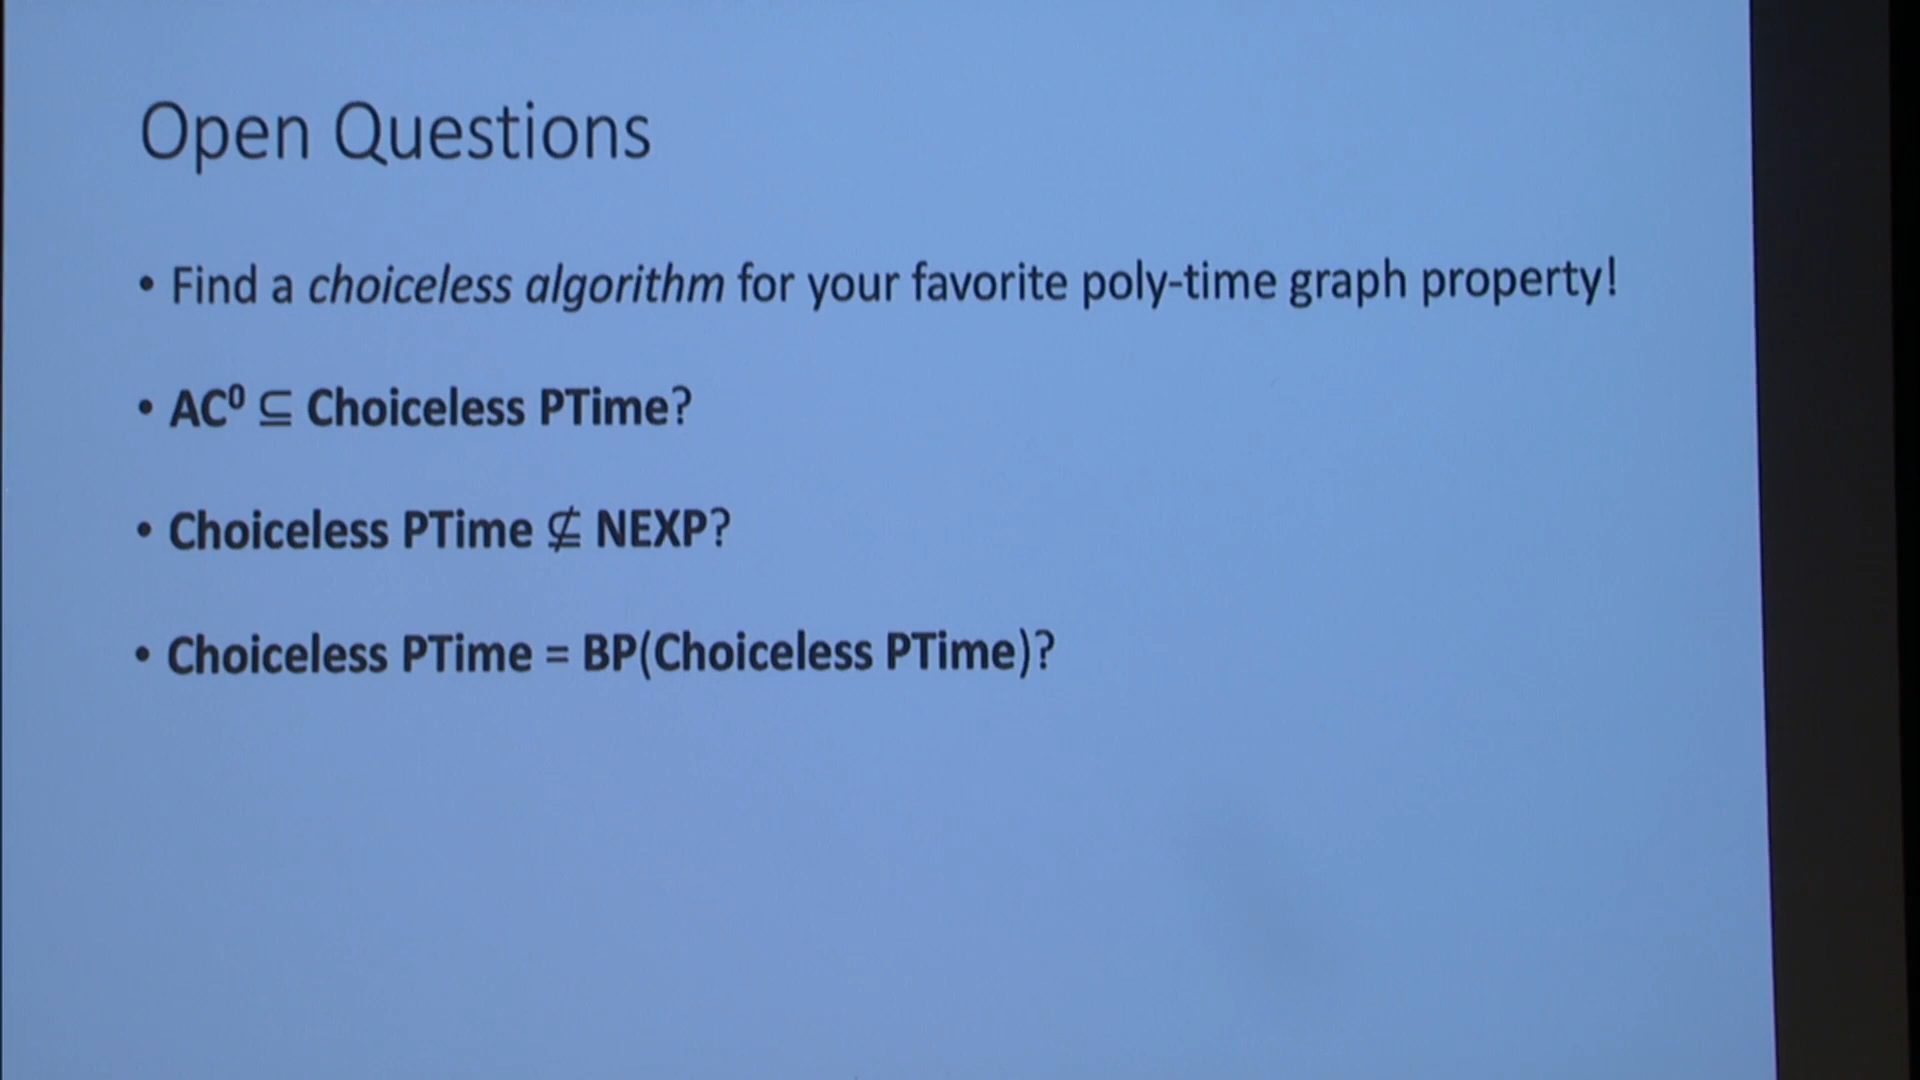 Open Questions
• Find a choiceless algorithm for your favorite poly-time graph property!
• AC⁰ ⊆ Choiceless PTime?
• Choiceless PTime ⊈ NEXP?
• Choiceless PTime = BP(Choiceless PTime)?